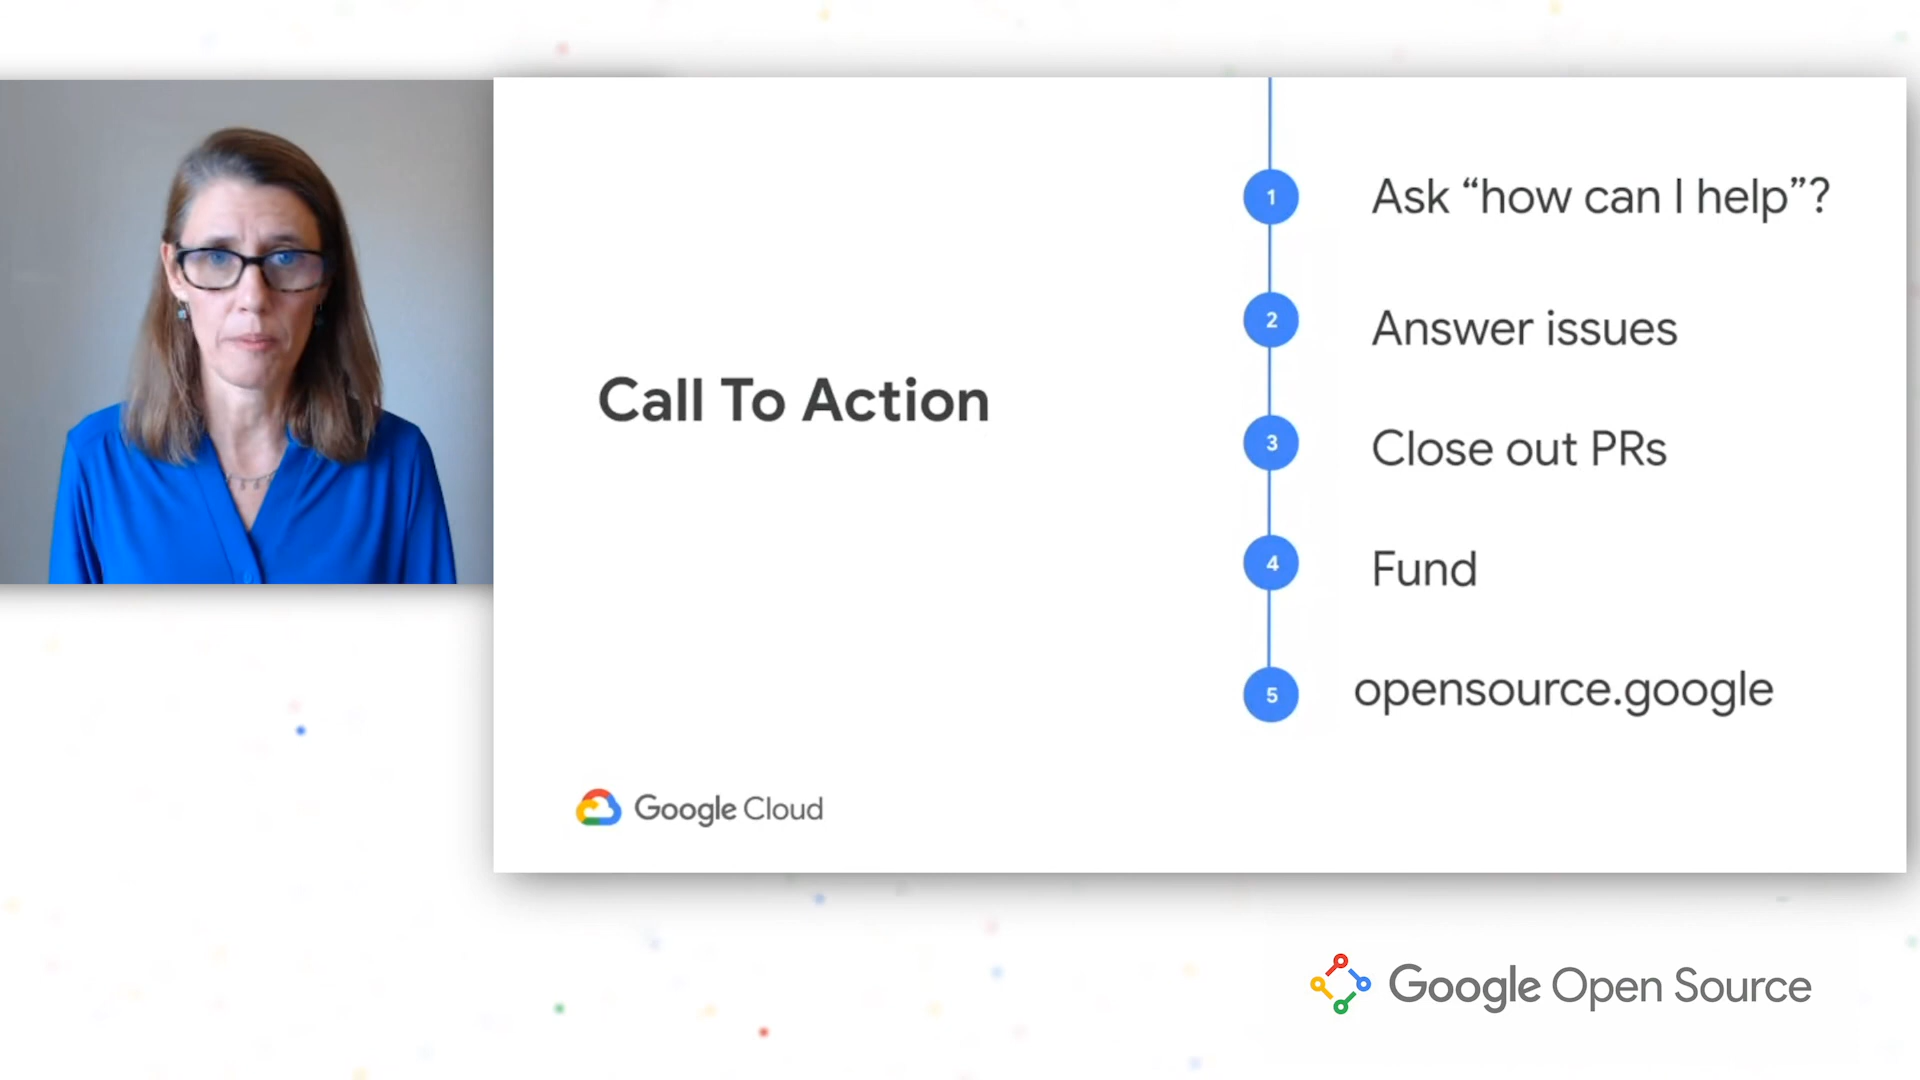 Call To Action
1 Ask “how can I help”?
2 Answer issues
3 Close out PRs
4 Fund
5 opensource.google
Google Cloud
Google Open Source